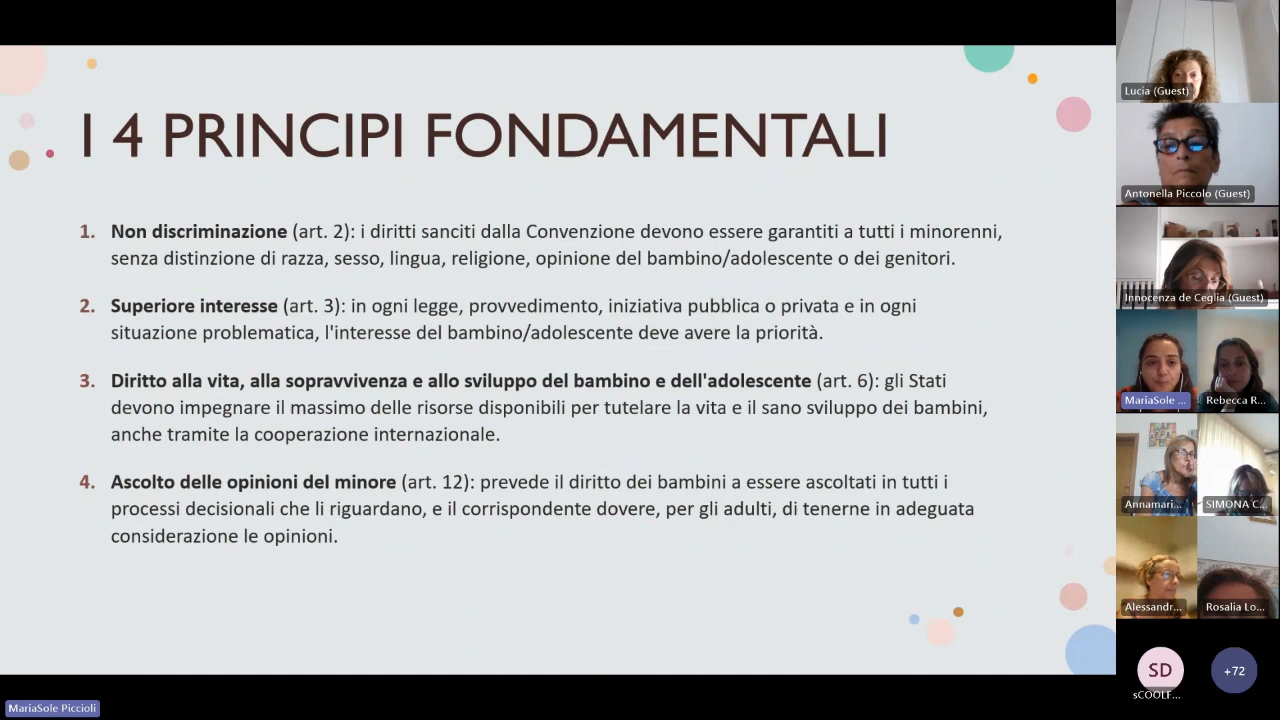 I 4 PRINCIPI FONDAMENTALI
1. Non discriminazione (art. 2): i diritti sanciti dalla Convenzione devono essere garantiti a tutti i minorenni,
senza distinzione di razza, sesso, lingua, religione, opinione del bambino/adolescente o dei genitori.
2. Superiore interesse (art. 3): in ogni legge, provvedimento, iniziativa pubblica o privata e in ogni
situazione problematica, l'interesse del bambino/adolescente deve avere la priorità.
3. Diritto alla vita, alla sopravvivenza e allo sviluppo del bambino e dell'adolescente (art. 6): gli Stati
devono impegnare il massimo delle risorse disponibili per tutelare la vita e il sano sviluppo dei bambini,
anche tramite la cooperazione internazionale.
4. Ascolto delle opinioni del minore (art. 12): prevede il diritto dei bambini a essere ascoltati in tutti i
processi decisionali che li riguardano, e il corrispondente dovere, per gli adulti, di tenerne in adeguata
considerazione le opinioni.
MariaSole Piccioli
Lucia (Guest)
Antonella Piccolo (Guest)
Innocenza de Ceglia (Guest)
MariaSole ...
Rebecca R...
Annamari...
SIMONA C...
Alessandr...
Rosalia Lo...
SD
sCOOLF...
+72